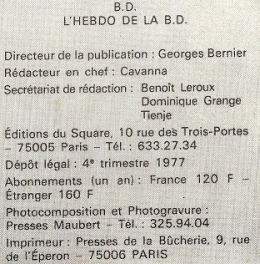 B.D.
L'HEBDO DE LA B.D.
Directeur de la publication : Georges Bernier
Rédacteur en chef : Cavanna
Secrétariat de rédaction : Benoît Leroux
Dominique Grange
Tienje
Éditions du Square, 10 rue des Trois-Portes
– 75005 Paris – Tél. : 633.27.34
Dépôt légal : 4e trimestre 1977
Abonnements (un an) : France 120 F –
Étranger 160 F
Photocomposition et Photogravure :
Presses Maubert – Tél. : 325.94.04
Imprimeur : Presses de la Bûcherie, 9, rue
de l'Éperon – 75006 PARIS